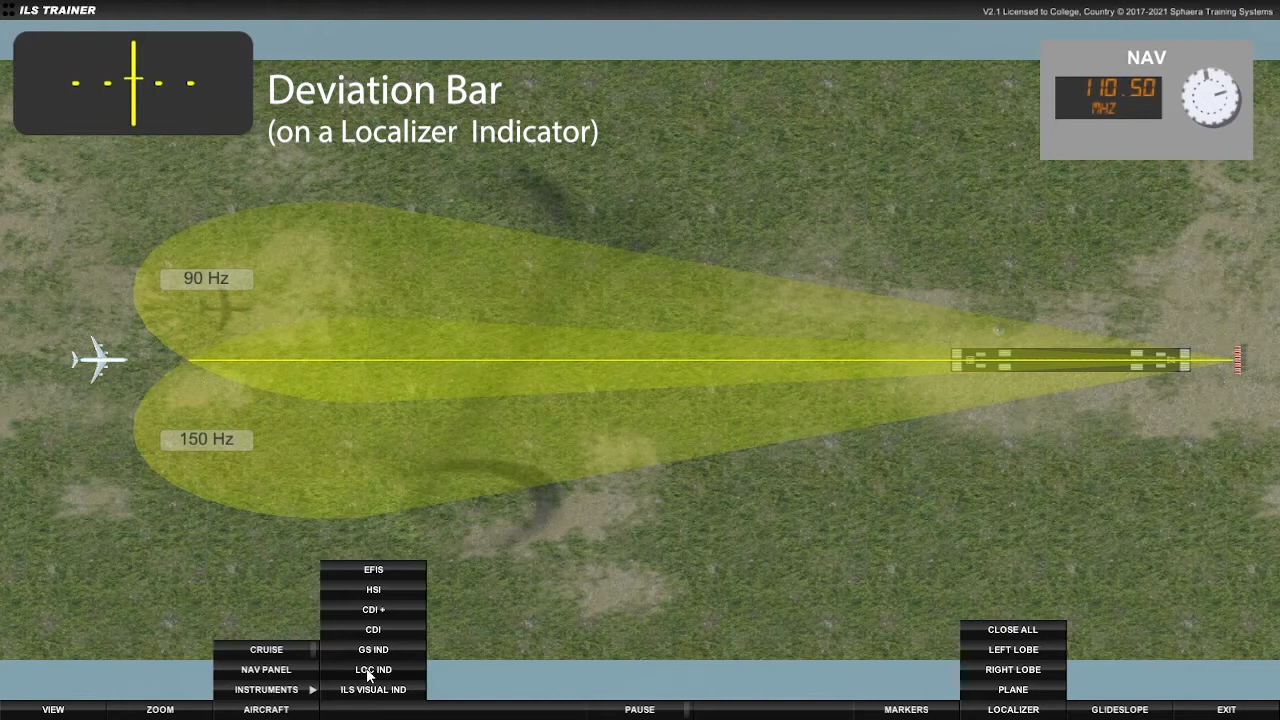 ILS TRAINER
V2.1 Licensed to College, Country © 2017-2021 Sphaera Training Systems
Deviation Bar
(on a Localizer Indicator)
NAV
110.50
MHZ
90 Hz
150 Hz
EFIS
HSI
CDI +
CDI
GS IND
LOC IND
ILS VISUAL IND
CRUISE
NAV PANEL
INSTRUMENTS
CLOSE ALL
LEFT LOBE
RIGHT LOBE
PLANE
VIEW
ZOOM
AIRCRAFT
PAUSE
MARKERS
LOCALIZER
GLIDESLOPE
EXIT